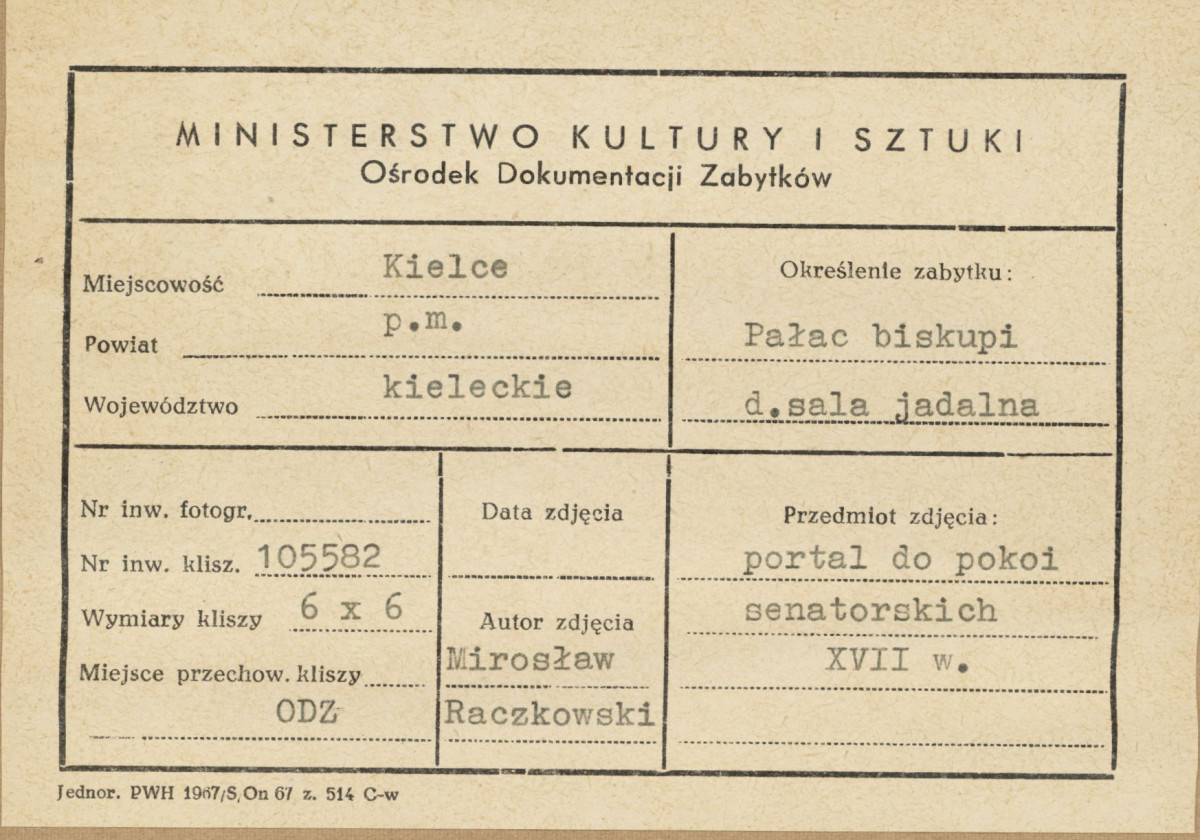 MINISTERSTWO KULTURY I SZTUKI
Ośrodek Dokumentacji Zabytków
Miejscowość Kielce
Powiat p.m.
Województwo kieleckie
Określenie zabytku:
Pałac biskupi
d.sala jadalna
Nr inw. fotogr.
Nr inw. klisz. 105582
Wymiary kliszy 6 x 6
Miejsce przechow. kliszy
ODZ
Data zdjęcia
Autor zdjęcia
Mirosław
Raczkowski
Przedmiot zdjęcia:
portal do pokoi
senatorskich
XVII w.
Jednor. PWH 1967/S,On 67 z. 514 C-w